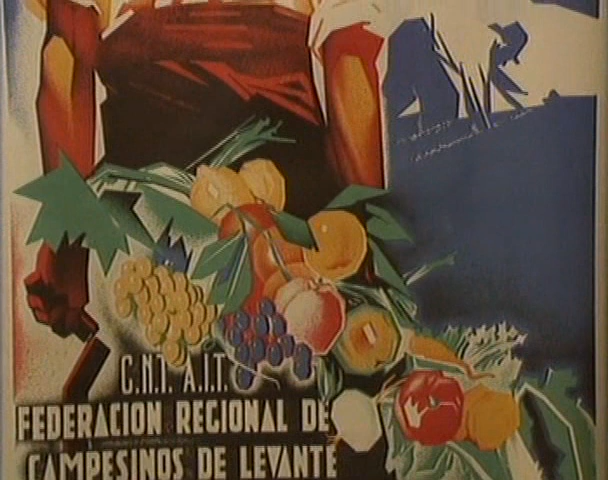 C.N.T. A.I.T.
FEDERACION REGIONAL DE
CAMPESINOS DE LEVANTE